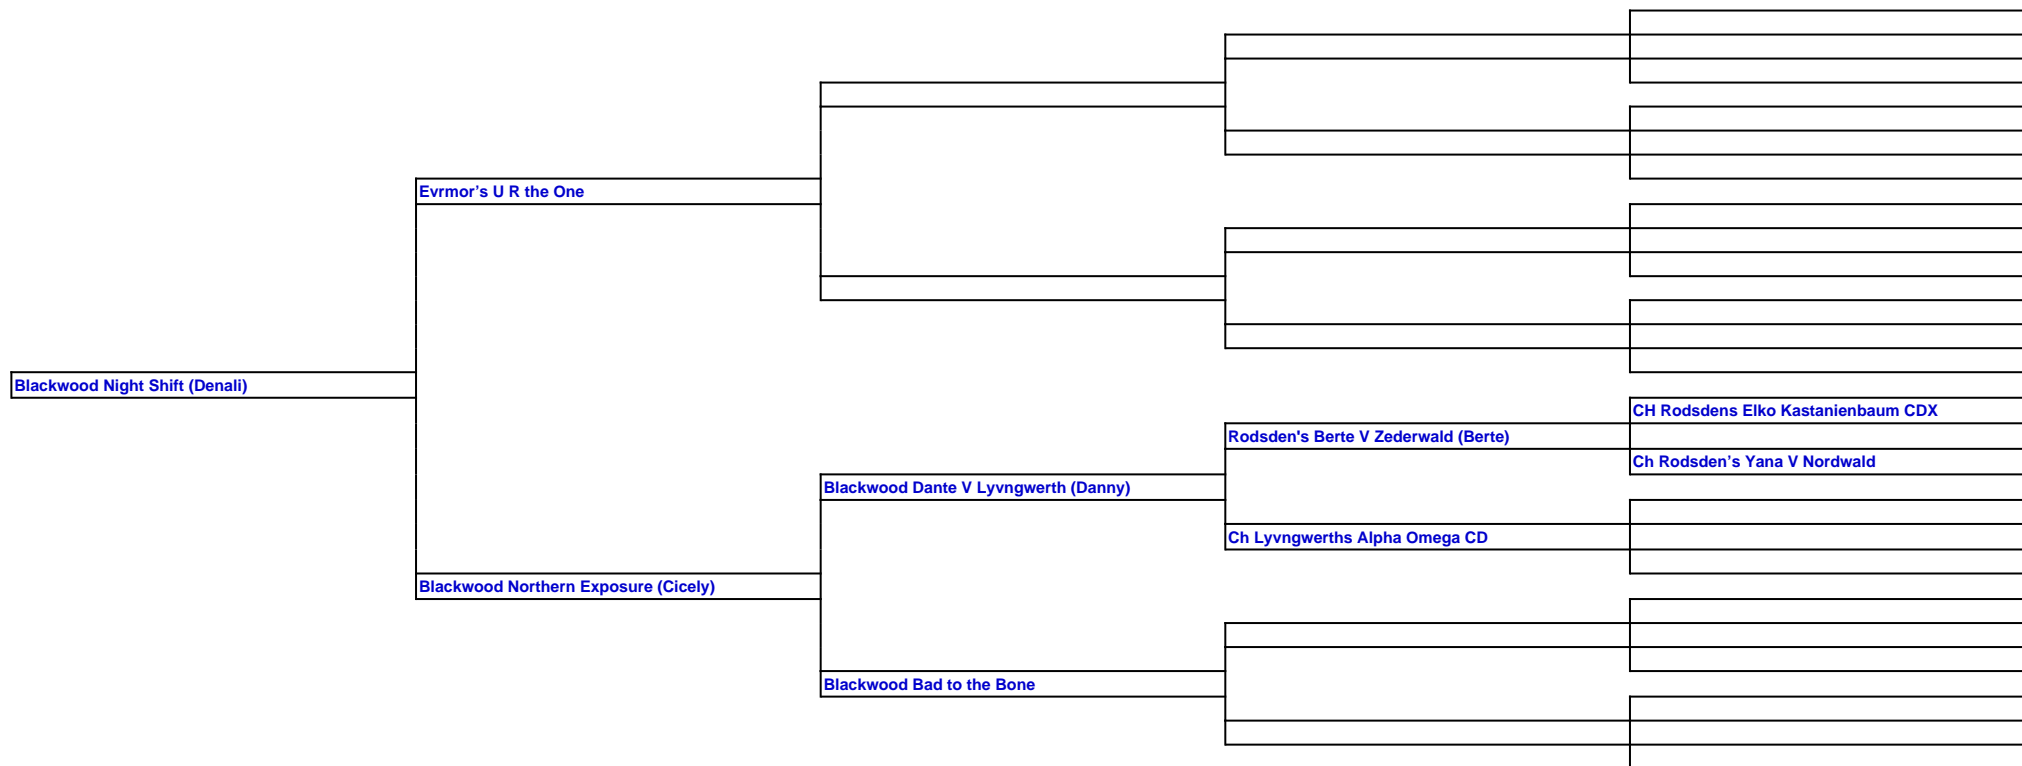 Evrmor’s U R the One
Blackwood Night Shift (Denali)
CH Rodsdens Elko Kastanienbaum CDX
Rodsden's Berte V Zederwald (Berte)
Ch Rodsden’s Yana V Nordwald
Blackwood Dante V Lyvngwerth (Danny)
Ch Lyvngwerths Alpha Omega CD
Blackwood Northern Exposure (Cicely)
Blackwood Bad to the Bone